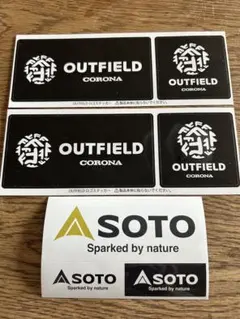 OUTFIELD
CORONA
OUTFIELD
CORONA
OUTFIELD
CORONA
OUTFIELD
CORONA
SOTO
Sparked by nature
SOTO
Sparked by nature
SOTO
Sparked by nature